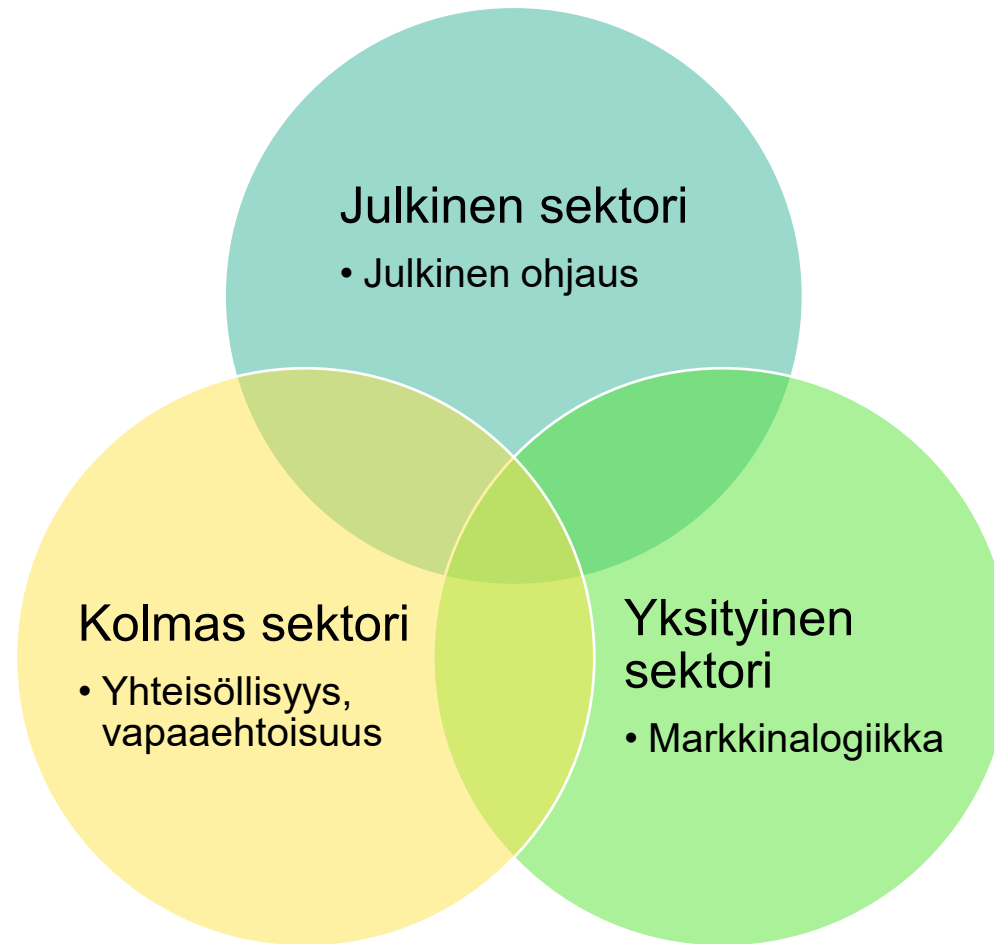 Julkinen sektori
• Julkinen ohjaus
Kolmas sektori
• Yhteisöllisyys,
vapaaehtoisuus
Yksityinen
sektori
• Markkinalogiikka